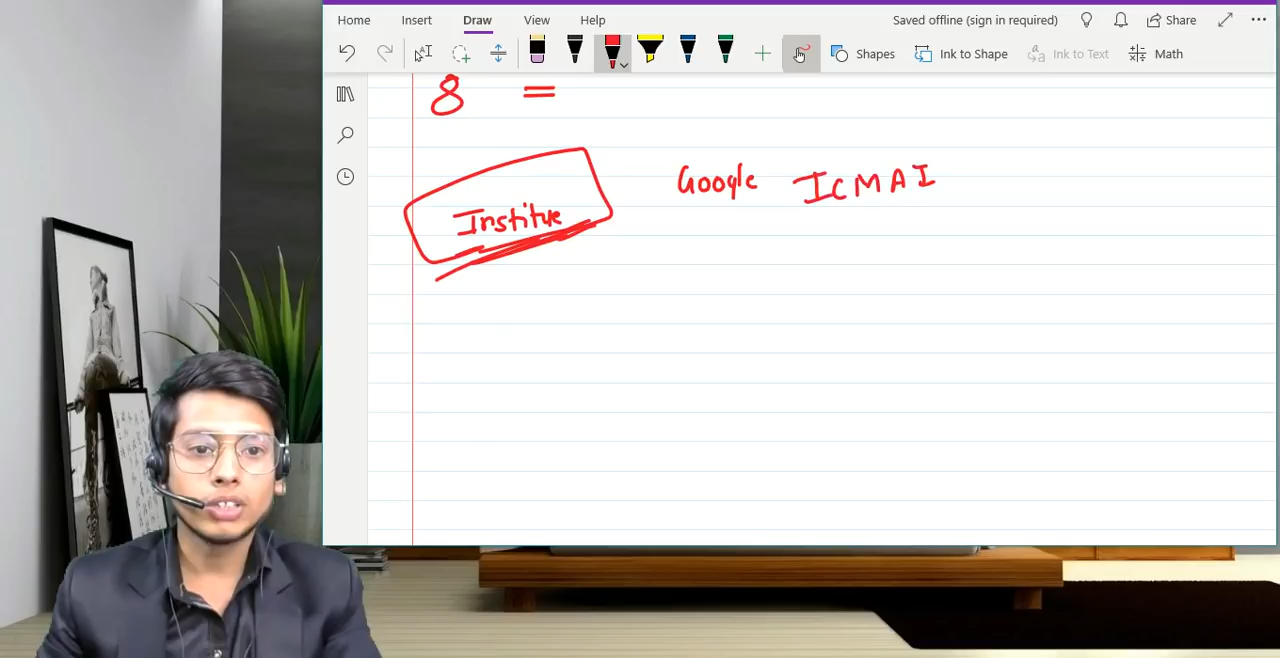 Home Insert Draw View Help Saved offline (sign in required) Share
Shapes Ink to Shape Ink to Text Math
8 =
Google ICMAI
Institue